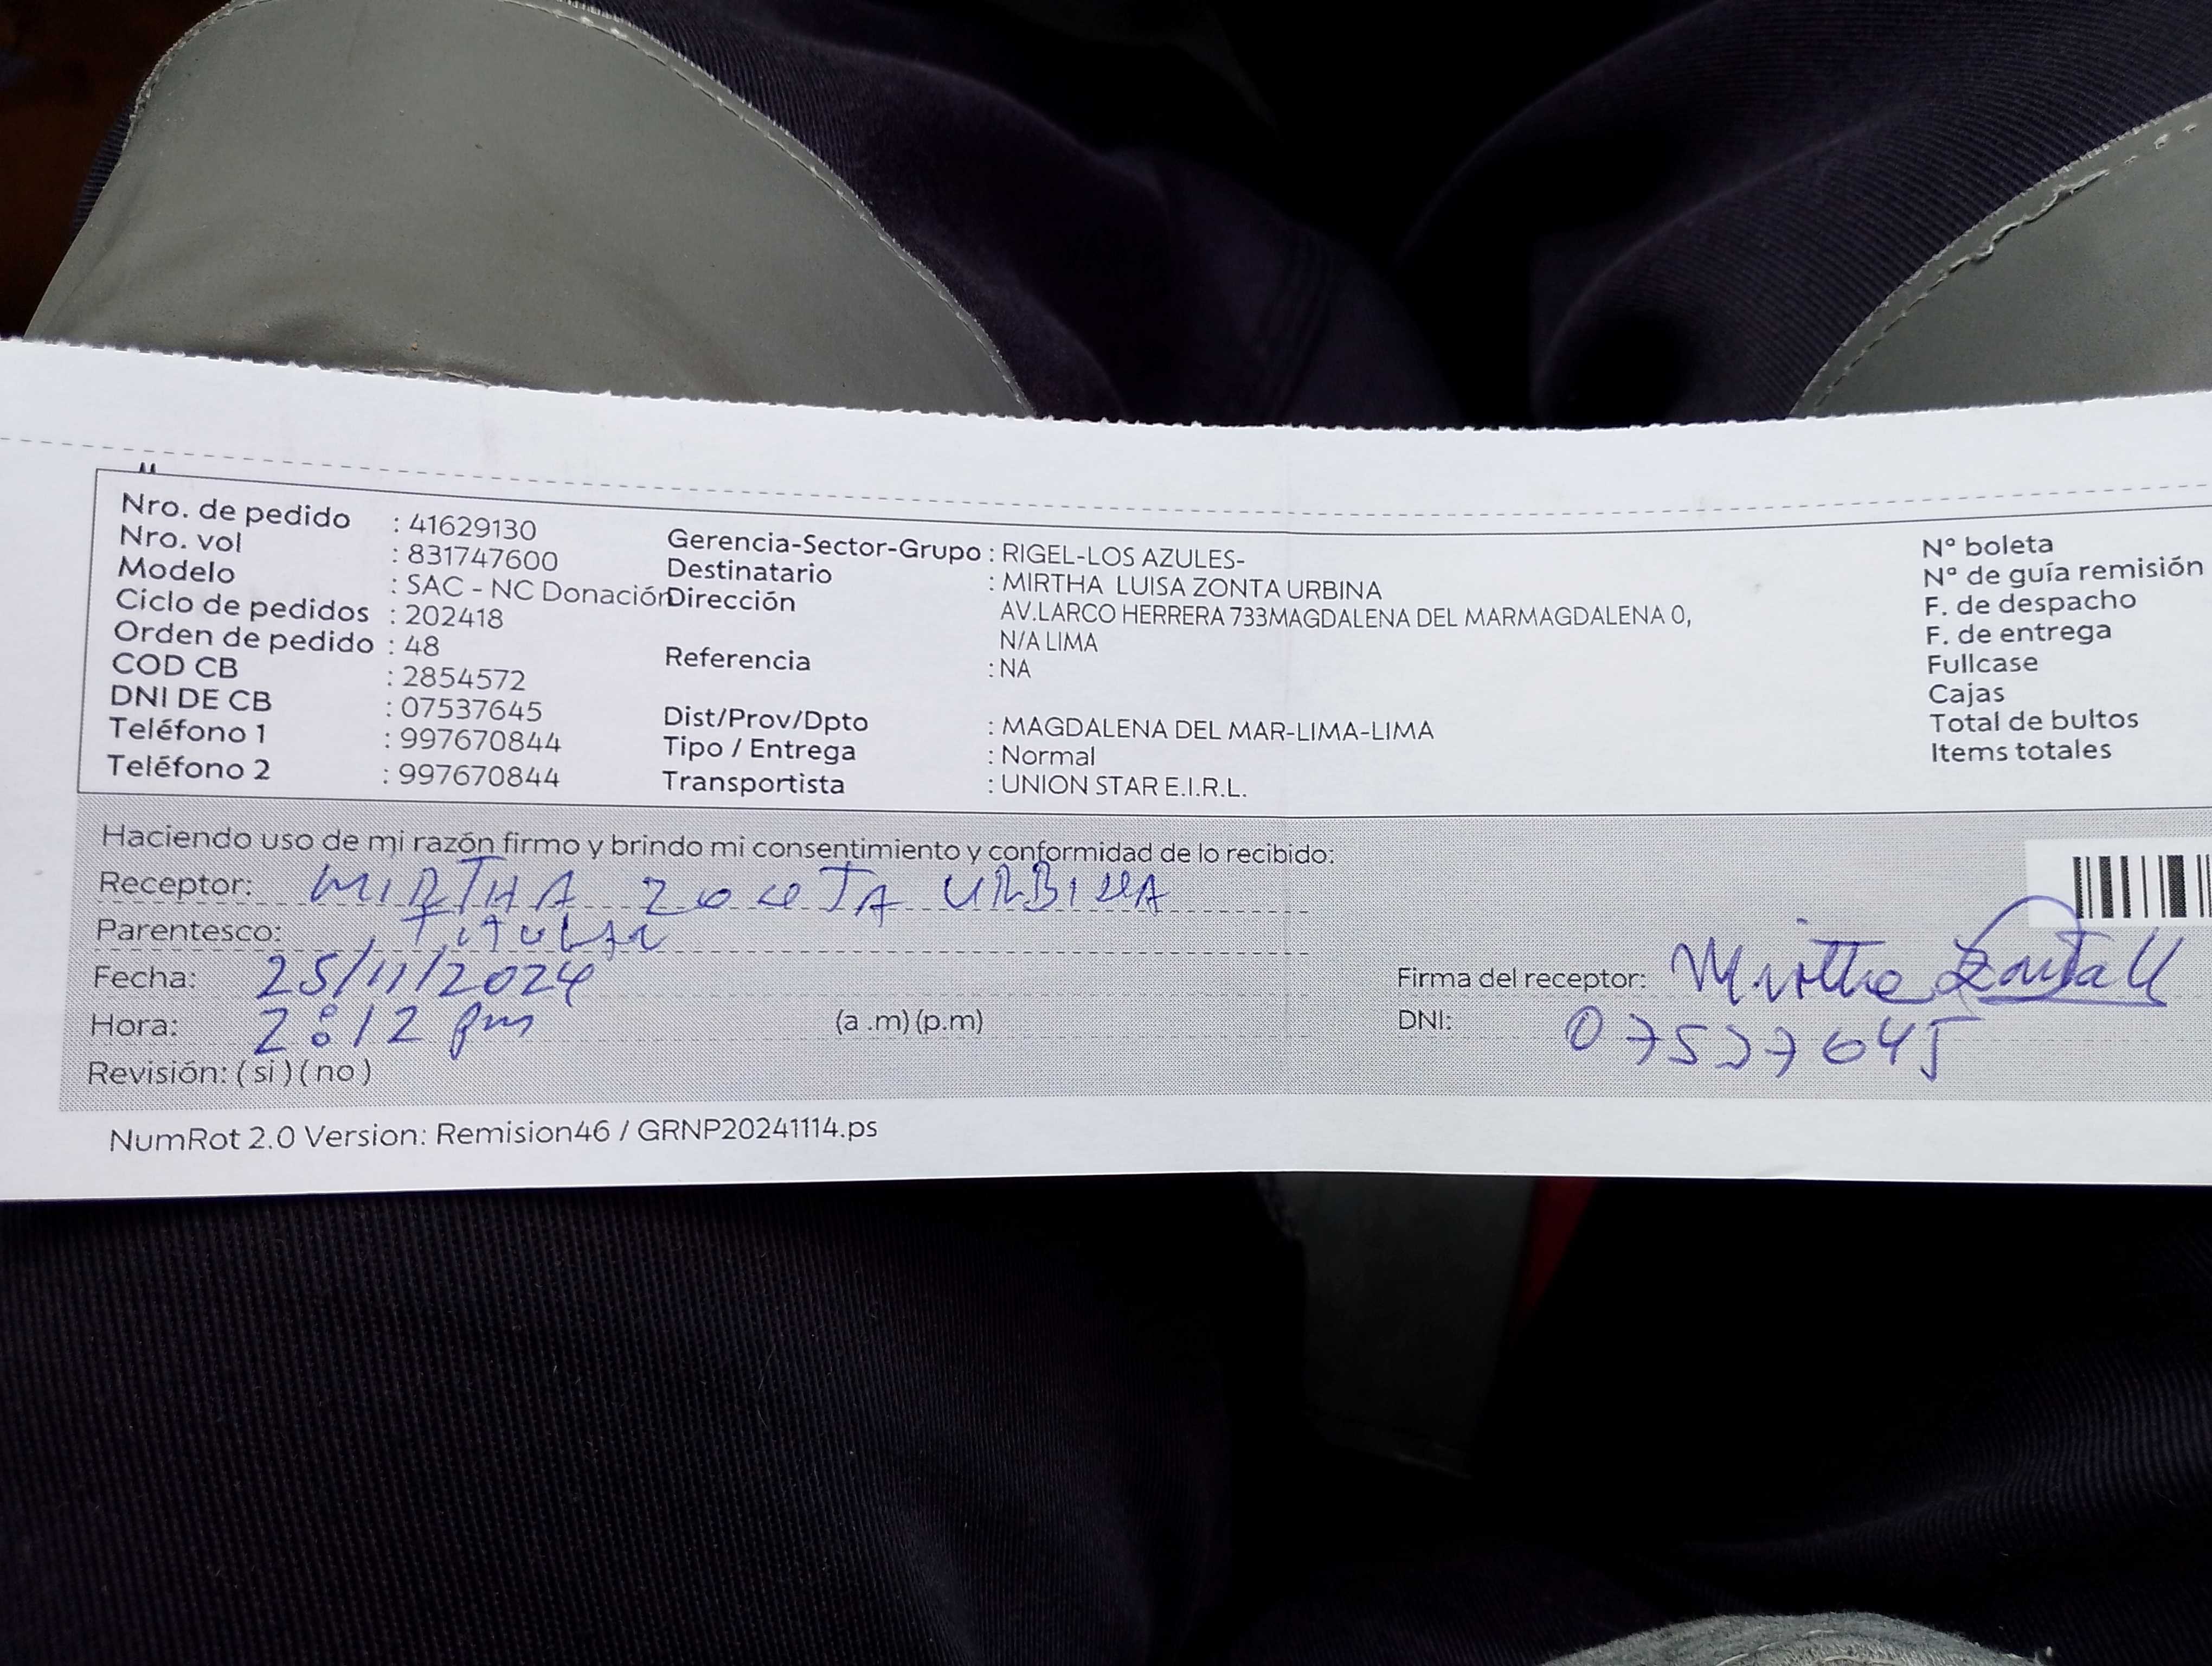 Nro. de pedido : 41629130
Nro. vol : 831747600
Modelo : SAC - NC Donación
Ciclo de pedidos : 202418
Orden de pedido : 48
COD CB : 2854572
DNI DE CB : 07537645
Teléfono 1 : 997670844
Teléfono 2 : 997670844
Gerencia-Sector-Grupo : RIGEL-LOS AZULES-
Destinatario : MIRTHA LUISA ZONTA URBINA
Dirección AV.LARCO HERRERA 733MAGDALENA DEL MARMAGDALENA 0,
N/A LIMA
Referencia : NA
Dist/Prov/Dpto : MAGDALENA DEL MAR-LIMA-LIMA
Tipo / Entrega : Normal
Transportista : UNION STAR E.I.R.L.
N° boleta
N° de guía remisión
F. de despacho
F. de entrega
Fullcase
Cajas
Total de bultos
Items totales
Haciendo uso de mi razón firmo y brindo mi consentimiento y conformidad de lo recibido:
Receptor: MIRTHA ZONTA URBINA
Parentesco: Titular
Fecha: 25/11/2024
Hora: 2:12 pm (a .m) (p.m)
Revisión: ( si ) ( no )
Firma del receptor: Mirtha Zonta U
DNI: 07537645
NumRot 2.0 Version: Remision46 / GRNP20241114.ps